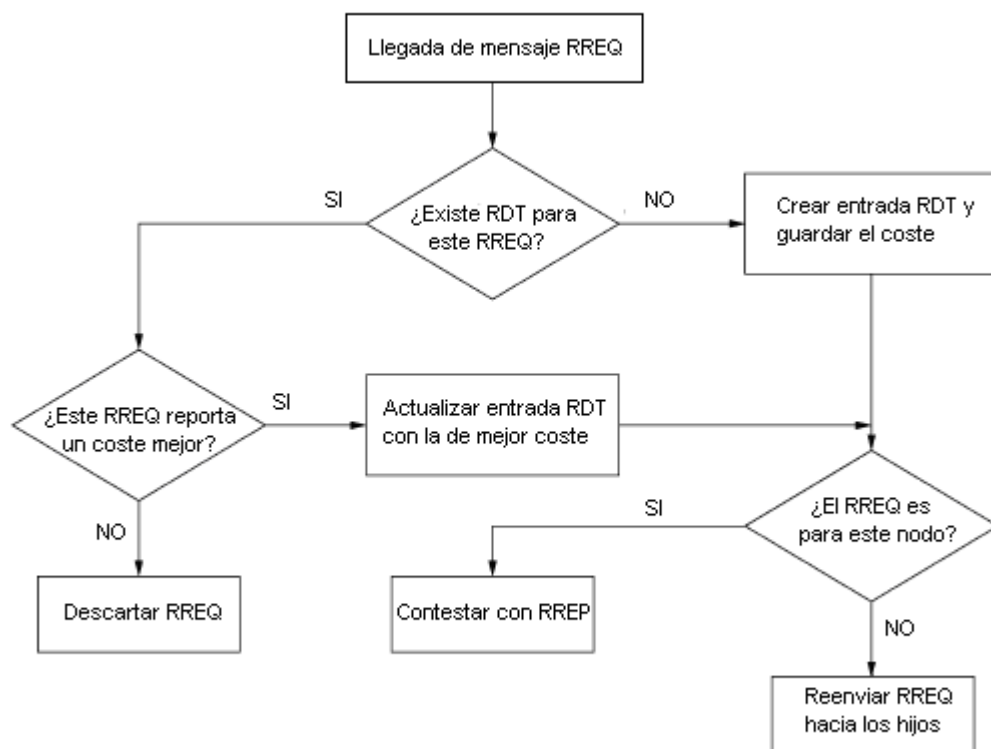 Llegada de mensaje RREQ
SI
¿Existe RDT para
este RREQ?
NO
Crear entrada RDT y
guardar el coste
¿Este RREQ reporta
un coste mejor?
SI
Actualizar entrada RDT
con la de mejor coste
SI
¿El RREQ es
para este nodo?
NO
Descartar RREQ
Contestar con RREP
NO
Reenviar RREQ
hacia los hijos